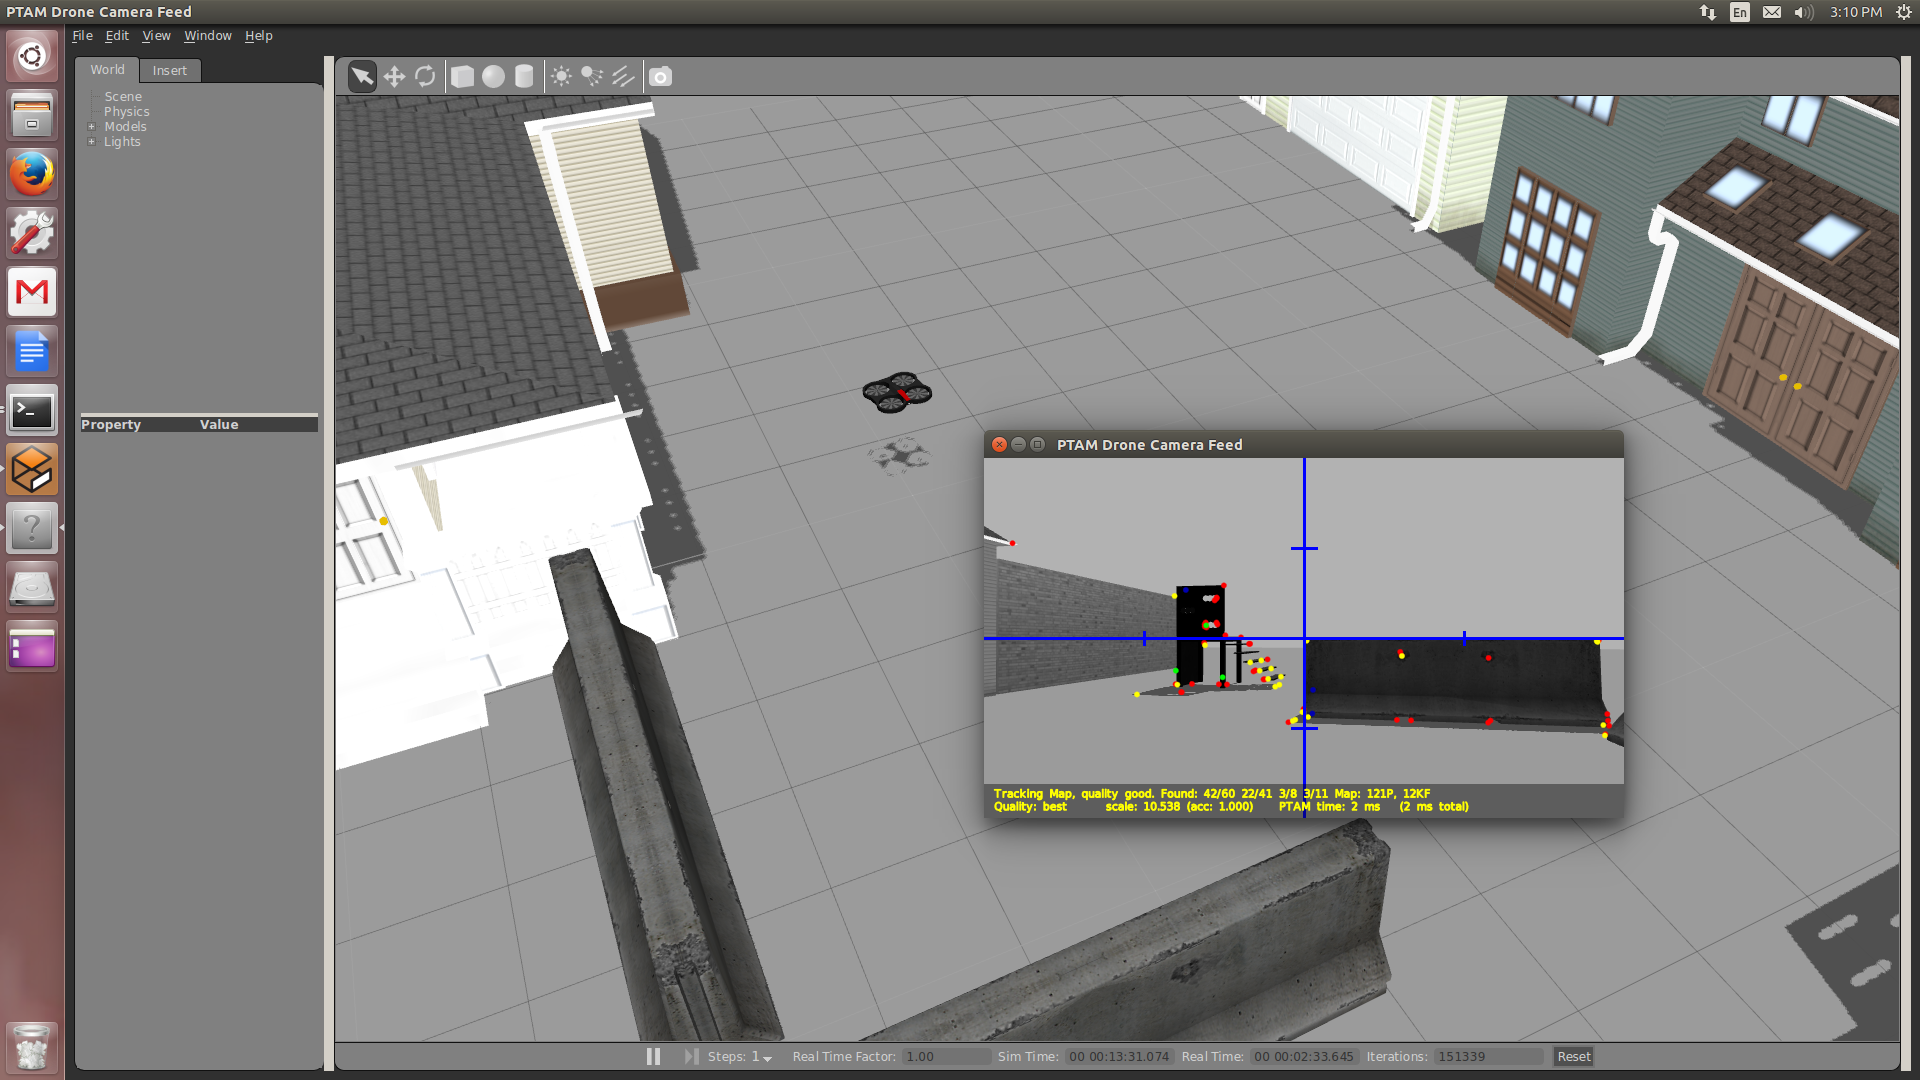 PTAM Drone Camera Feed
En
3:10 PM
File Edit View Window Help
World Insert
Scene
Physics
Models
Lights
Property Value
PTAM Drone Camera Feed
Tracking Map, quality good. Found: 42/60 22/41 3/8 3/11 Map: 121P, 12KF
Quality: best scale: 10.538 (acc: 1.000) PTAM time: 2 ms (2 ms total)
Steps: 1 Real Time Factor: 1.00 Sim Time: 00 00:13:31.074 Real Time: 00 00:02:33.645 Iterations: 151339 Reset